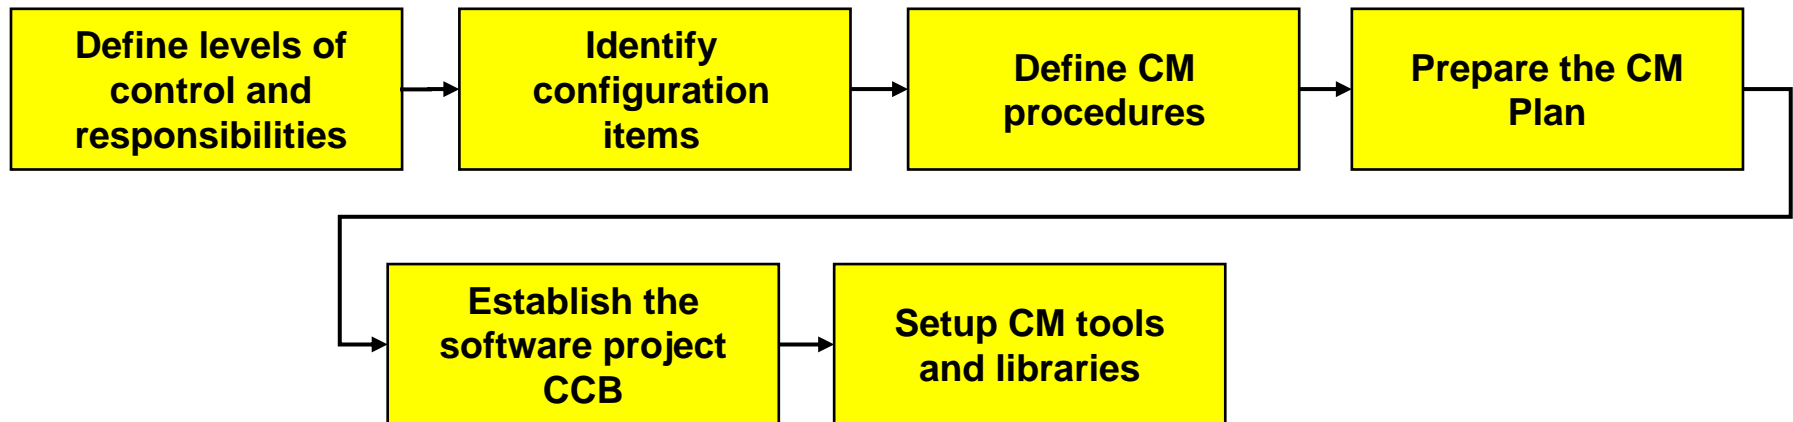 Define levels of
control and
responsibilities
Identify
configuration
items
Define CM
procedures
Prepare the CM
Plan
Establish the
software project
CCB
Setup CM tools
and libraries